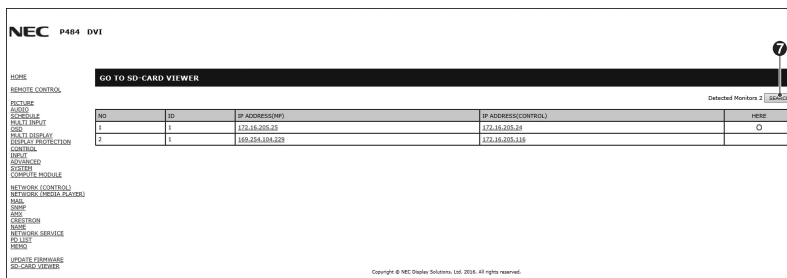 NEC P484 DVI
7
HOME
REMOTE CONTROL
PICTURE
AUDIO
SCHEDULE
MULTI INPUT
OSD
MULTI DISPLAY
DISPLAY PROTECTION
CONTROL
INPUT
ADVANCED
SYSTEM
COMPUTE MODULE
NETWORK (CONTROL)
NETWORK (MEDIA PLAYER)
MAIL
SNMP
AMX
CRESTRON
NAME
NETWORK SERVICE
PD LIST
MEMO
UPDATE FIRMWARE
SD-CARD VIEWER
GO TO SD-CARD VIEWER
Detected Monitors 2 SEARC
NO ID IP ADDRESS(MP) IP ADDRESS(CONTROL) HERE
1 1 172.16.205.25 172.16.205.24 O
2 1 169.254.104.229 172.16.205.116
Copyright © NEC Display Solutions, Ltd. 2016. All rights reserved.